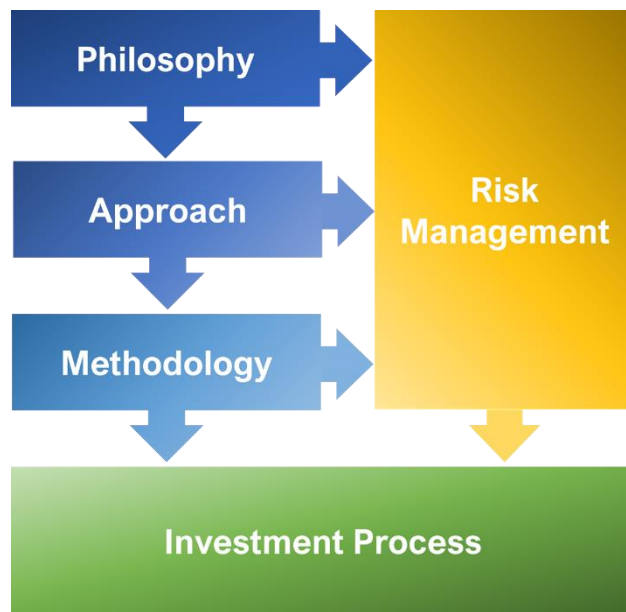 Philosophy
Approach
Risk
Management
Methodology
Investment Process